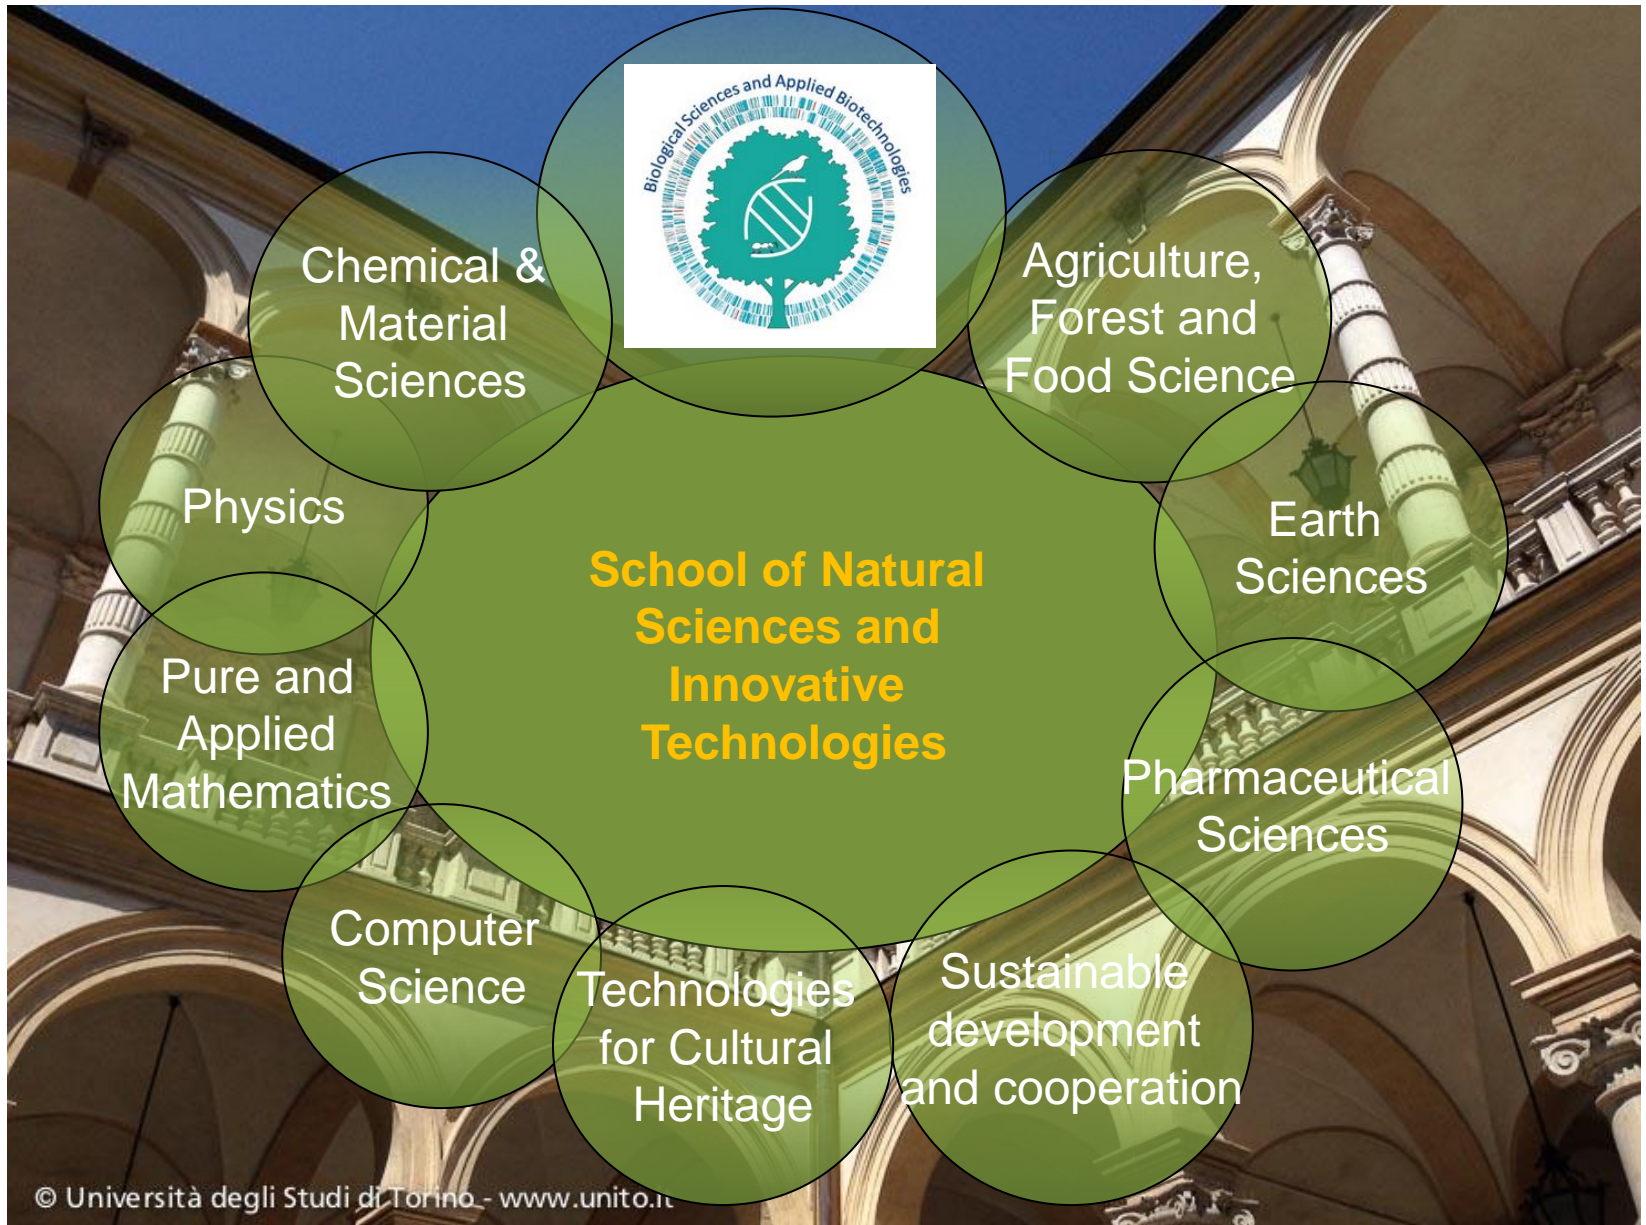 Biological Sciences and Applied Biotechnologies
Chemical &
Material
Sciences
Agriculture,
Forest and
Food Science
Physics
Earth
Sciences
School of Natural
Sciences and
Innovative
Technologies
Pure and
Applied
Mathematics
Pharmaceutical
Sciences
Computer
Science
Technologies
for Cultural
Heritage
Sustainable
development
and cooperation
© Università degli Studi di Torino - www.unito.it